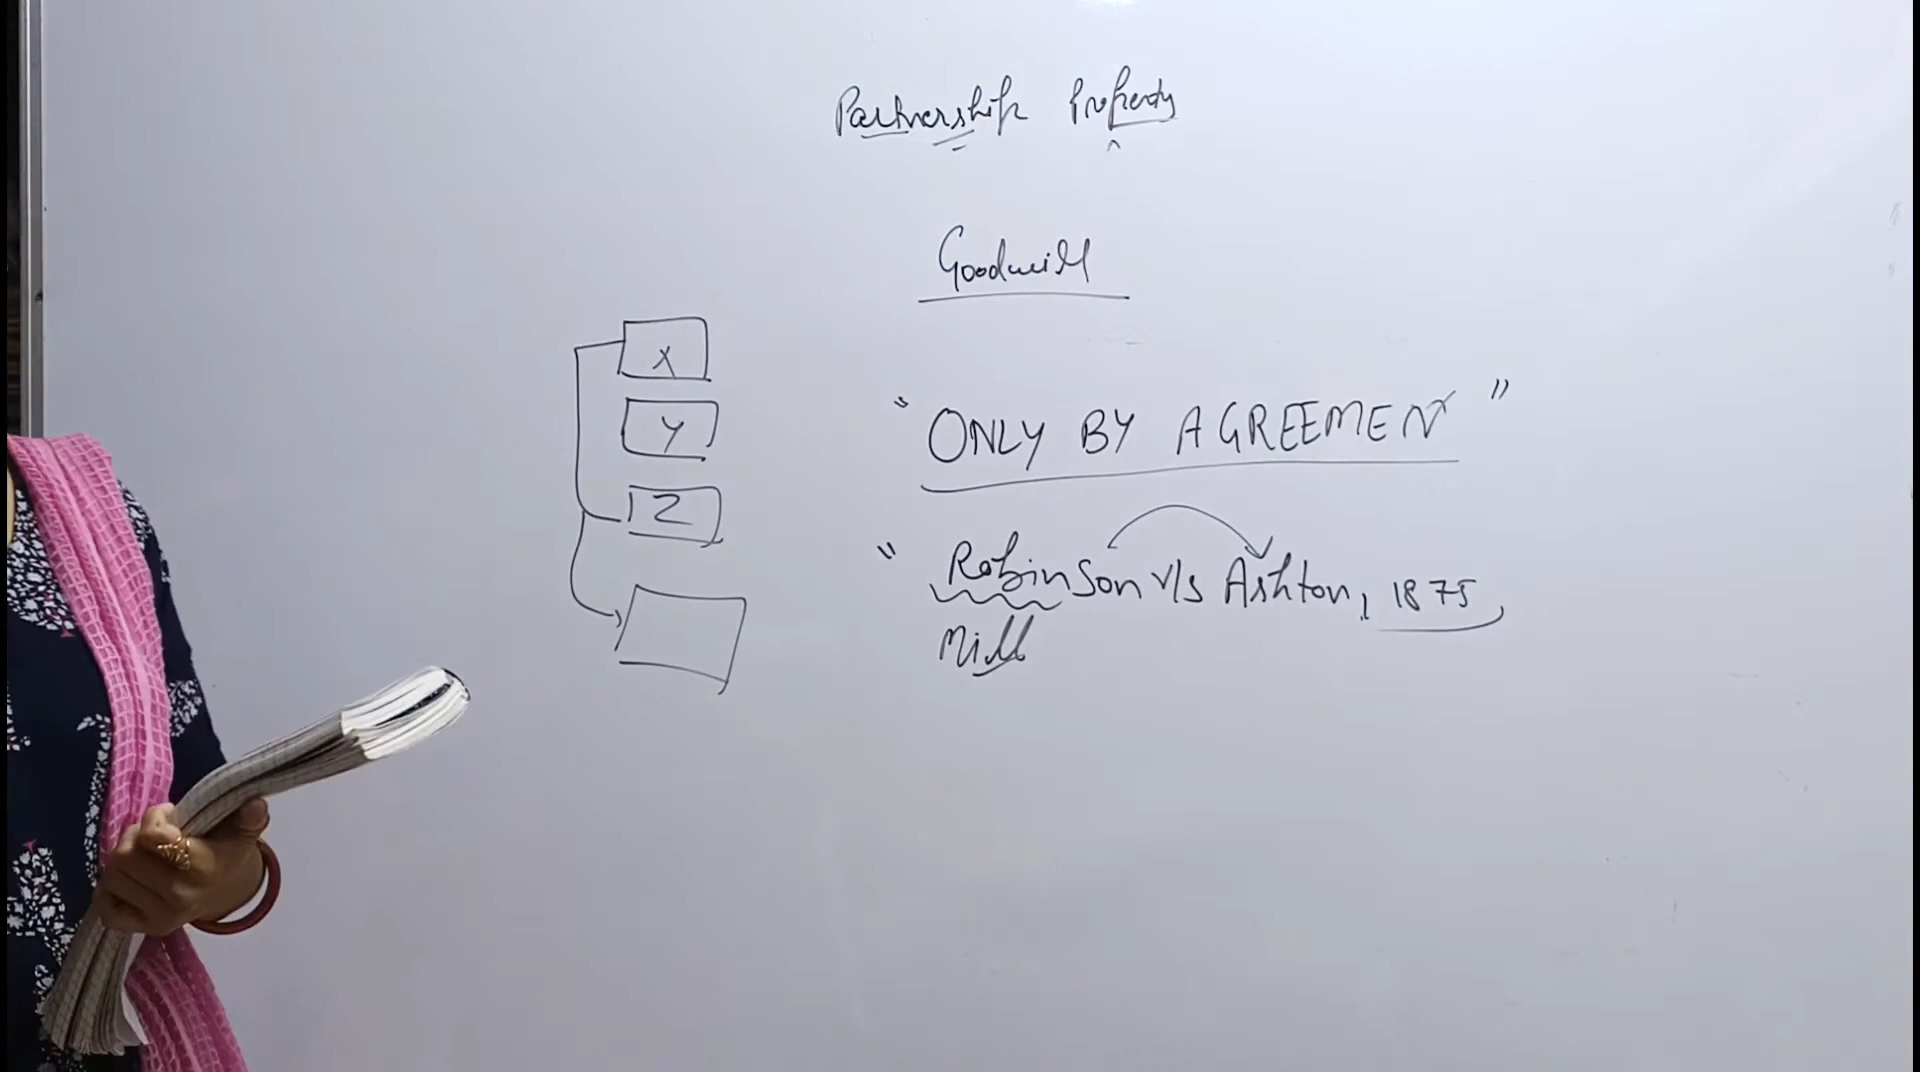 Partnership Property
Goodwill
X
Y
Z
"ONLY BY AGREEMENT"
" Robinson v/s Ashton, 1875
Mill